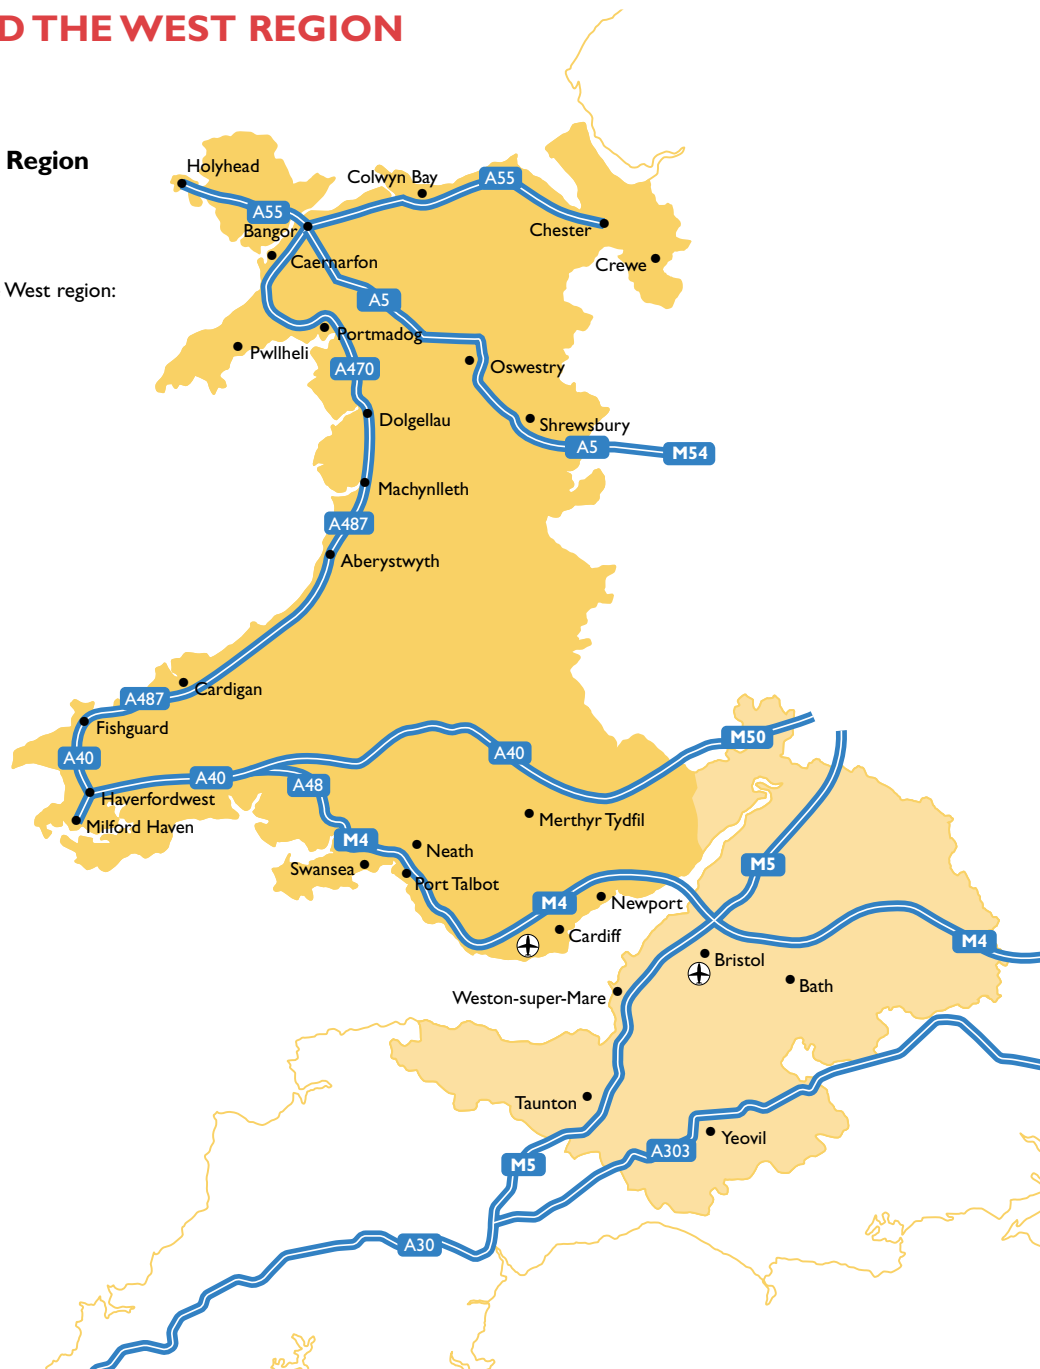 D THE WEST REGION
Region
West region:
Holyhead
Colwyn Bay
A55
A55
Bangor
Chester
Caernarfon
Crewe
A5
Portmadog
Pwllheli
A470
Oswestry
Dolgellau
Shrewsbury
A5
M54
Machynlleth
A487
Aberystwyth
Cardigan
A487
Fishguard
M50
A40
A40
A40
A48
Haverfordwest
Milford Haven
Merthyr Tydfil
M4
Neath
M5
Swansea
Port Talbot
M4
Newport
Cardiff
M4
Bristol
Bath
Weston-super-Mare
Taunton
Yeovil
A303
M5
A30